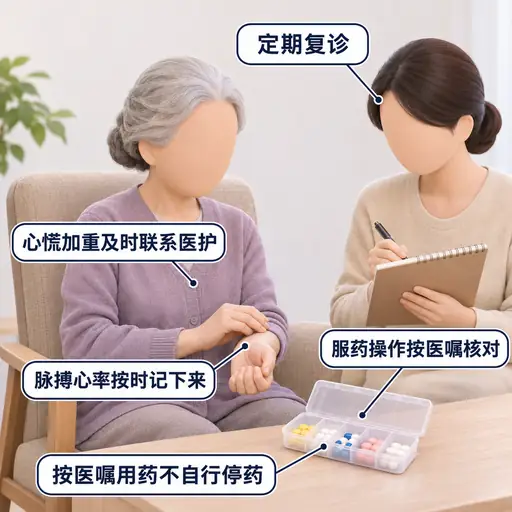 定期复诊
心慌加重及时联系医护
服药操作按医嘱核对
脉搏心率按时记下来
按医嘱用药不自行停药